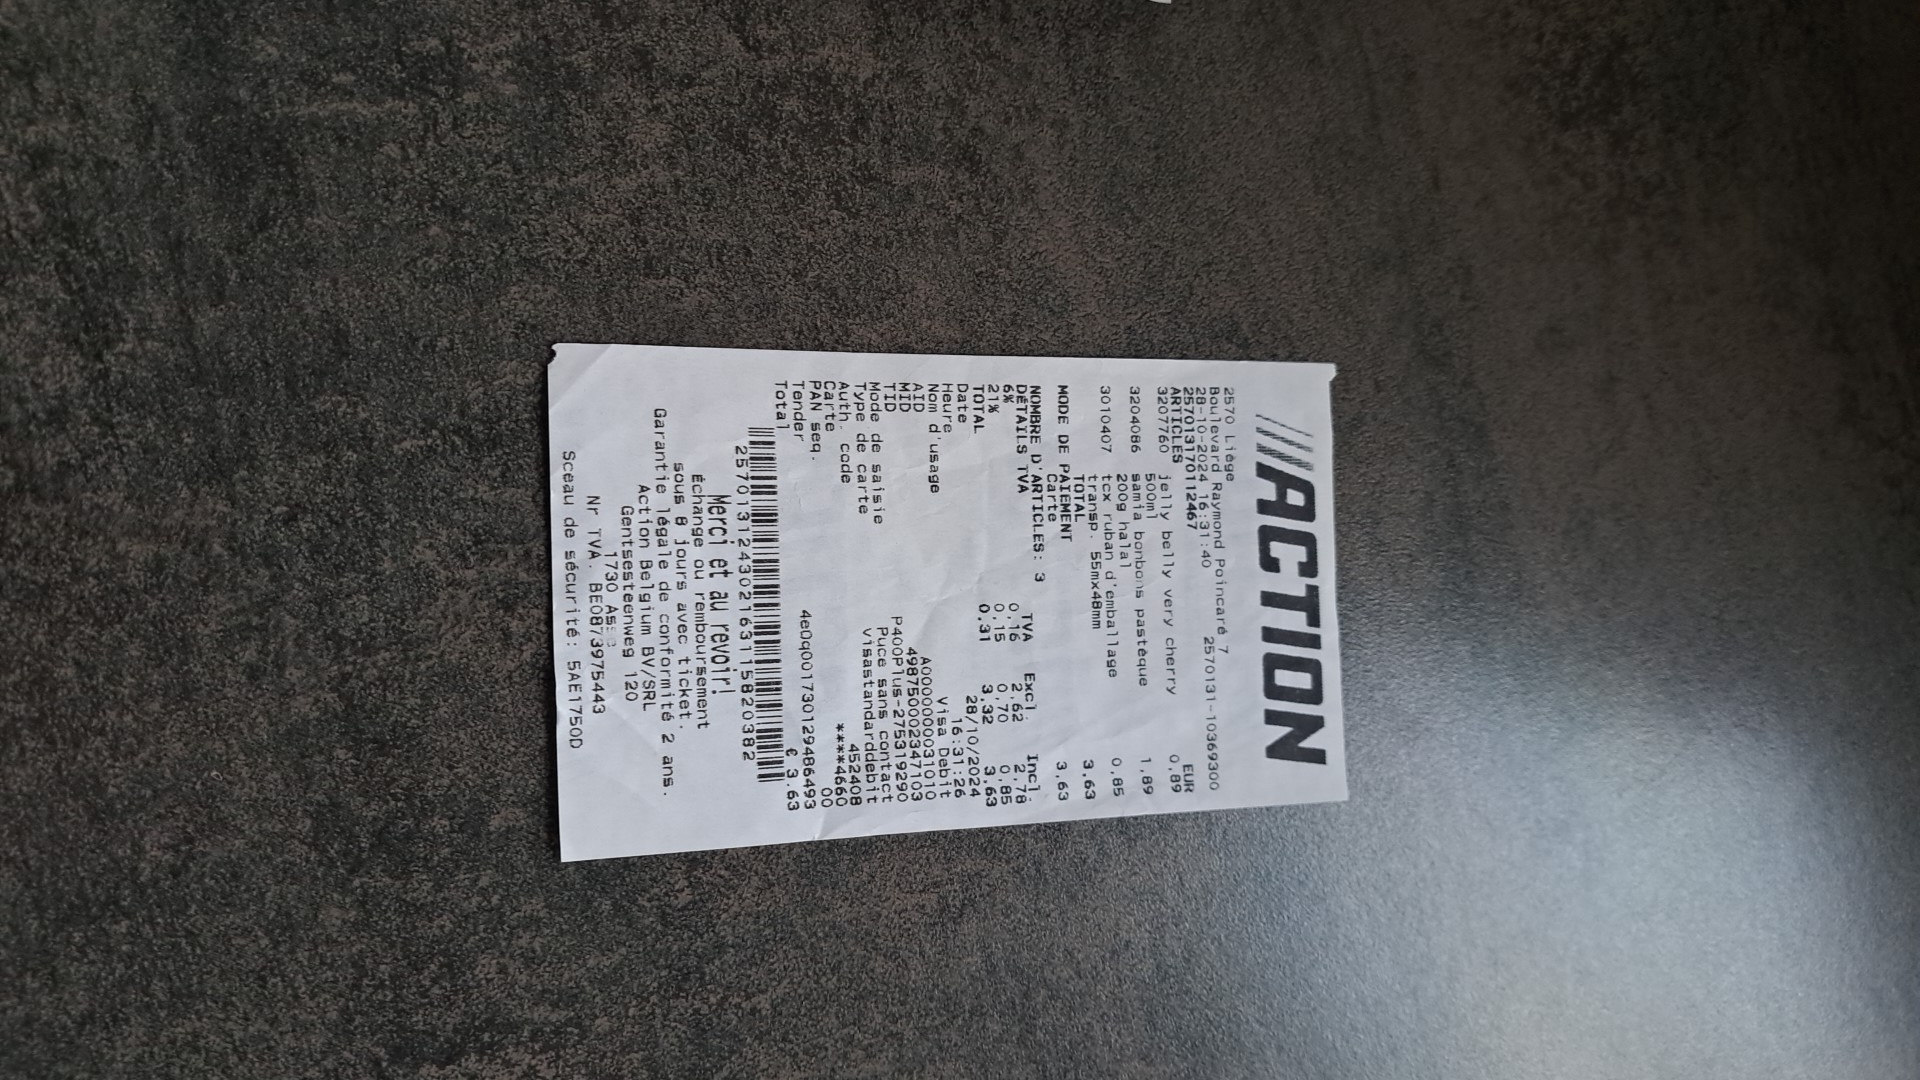 ACTION
2570 Liège
Boulevard Raymond Poincaré 7
28-10-2024 16:31:40 2570131-10369300
2570131701112467
ARTICLES EUR
3207760 jelly belly very cherry 0,89
500ml
3204086 samia bonbons pastèque 1,89
200g halal
3010407 tcx ruban d'emballage 0,85
transp. 55mx48mm
TOTAL 3,63
MODE DE PAIEMENT
Carte 3,63
NOMBRE D'ARTICLES: 3
DÉTAILS TVA TVA Excl. Incl.
6% 0,16 2,62 2,78
21% 0,15 0,70 0,85
TOTAL 0,31 3,32 3,63
Date 28/10/2024
Heure 16:31:26
Nom d'usage Visa Debit
AID A0000000031010
MID 498750002347103
TID P400Plus-275319290
Mode de saisie Puce sans contact
Type de carte visastandarddebit
Auth. code 452408
Carte ****4660
PAN seq. 00
Tender 4e0q001730129486493
Total € 3.63
2570131243021631115820382
Merci et au revoir!
Échange ou remboursement
sous 8 jours avec ticket.
Garantie légale de conformité 2 ans.
Action Belgium BV/SRL
Gentsesteenweg 120
1730 Asse
Nr TVA. BE0873975443
Sceau de sécurité: 5AE1750D